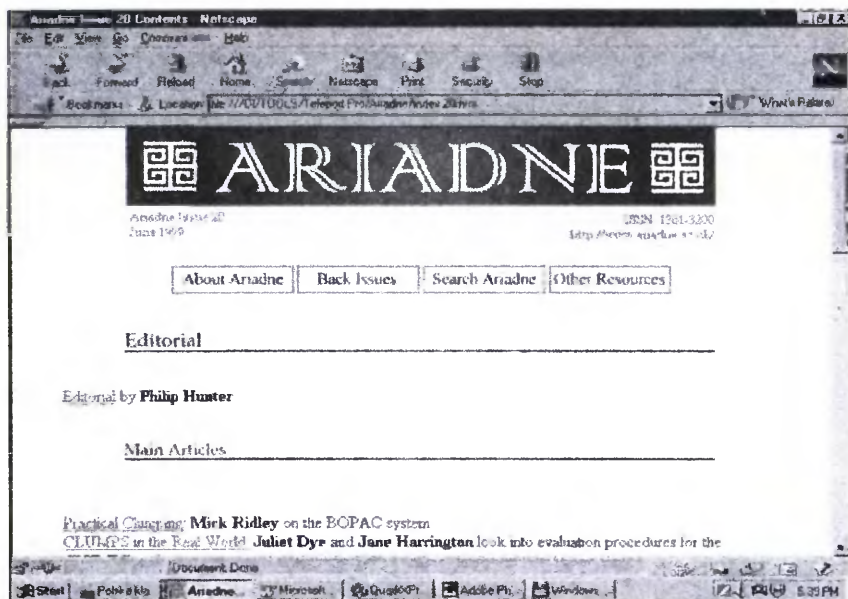 Ariadne Issue 20 Contents - Netscape
File Edit View Go Communicator Help
Back Forward Reload Home Search Netscape Print Security Stop
Bookmarks Location: What's Related
ARIADNE
Ariadne Issue 20
June 1999
About Ariadne Back Issues Search Ariadne Other Resources
Editorial
Editorial by Philip Hunter
Main Articles
Practical Clumping: Mick Ridley on the BOPAC system
CLUMPS in the Real World: Juliet Dye and Jane Harrington look into evaluation procedures for the
Document: Done
Start Ariadne... Microsoft... Adobe Ph... Windows... 5:39 PM